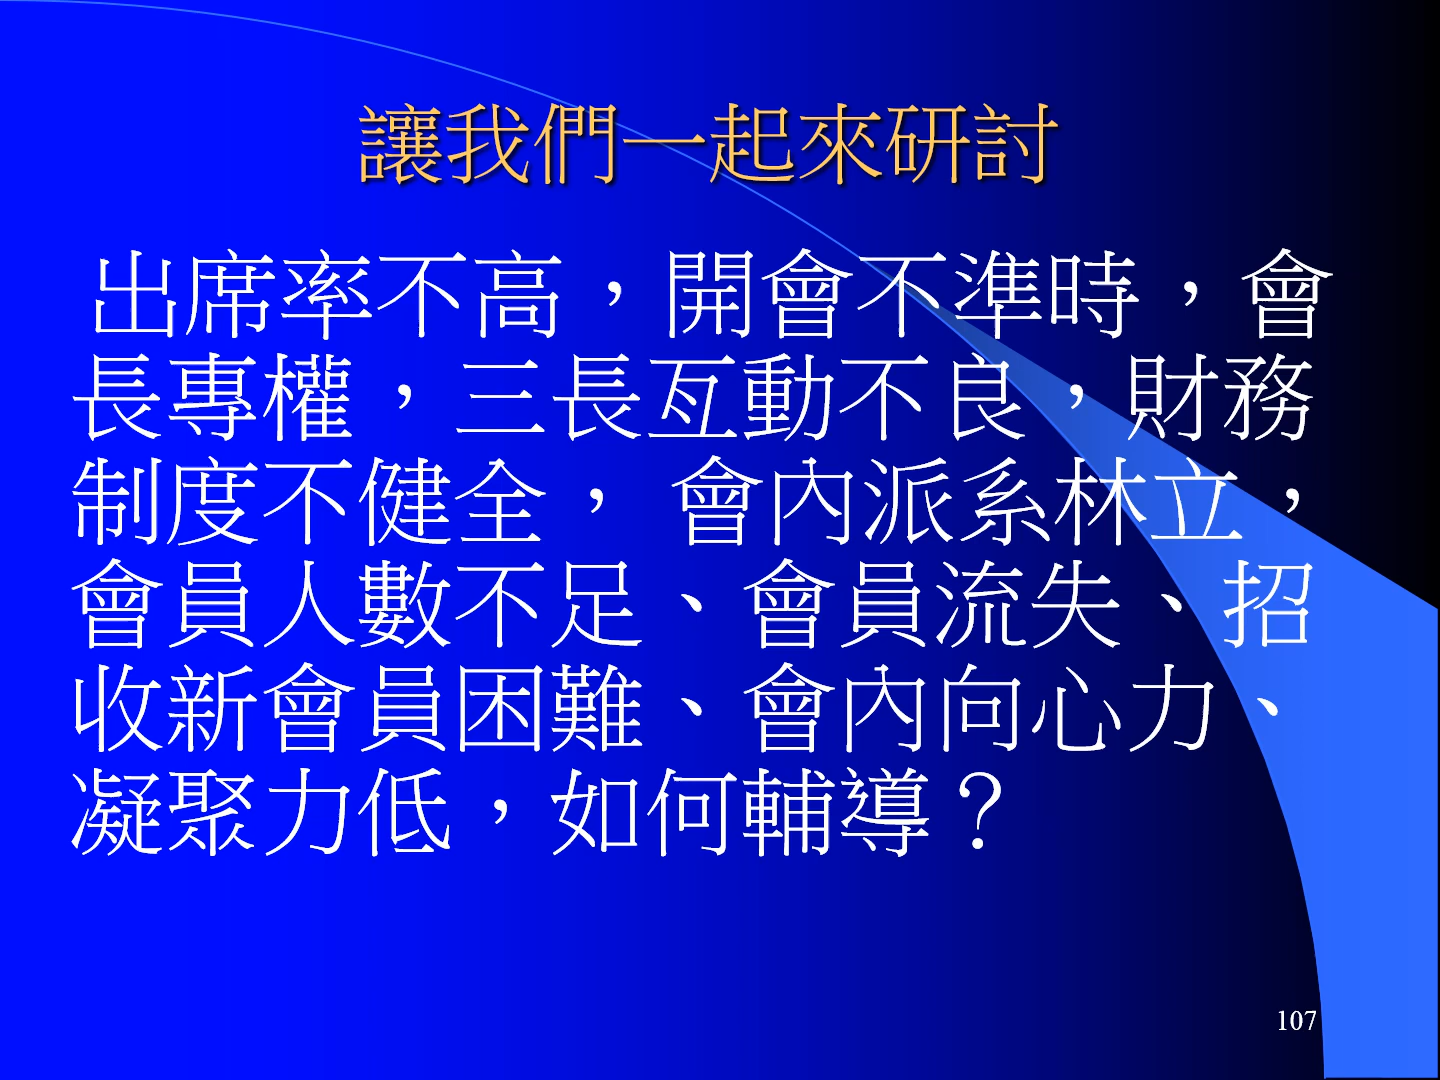 讓我們一起來研討
出席率不高，開會不準時，會
長專權，三長互動不良，財務
制度不健全， 會內派系林立，
會員人數不足、會員流失、招
收新會員困難、會內向心力、
凝聚力低，如何輔導？
107